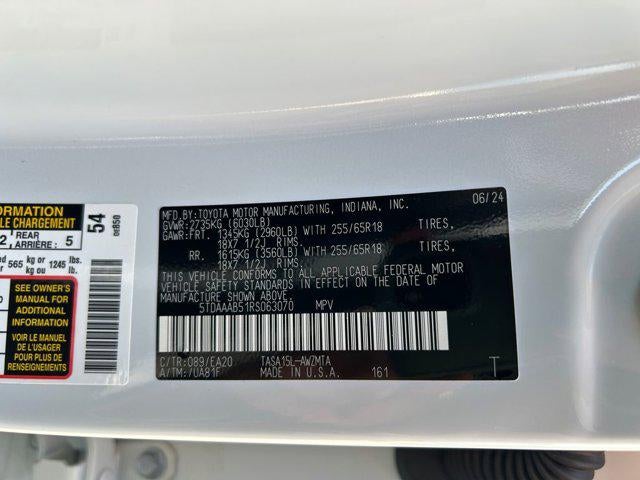 FORMATION
LE CHARGEMENT
2 REAR
ARRIÈRE : 5
565 kg or 1245 lbs.
kg ou lb.
SEE OWNER'S
MANUAL FOR
ADDITIONAL
INFORMATION
Voir le manuel
de l'usager
pour plus de
renseignements
54
0E850
MFD.BY:TOYOTA MOTOR MANUFACTURING, INDIANA, INC. 06/24
GVWR:2735KG (6030LB)
GAWR:FRT. 1345KG (2960LB) WITH 255/65R18 TIRES,
18X7 1/2J RIMS.
RR. 1615KG (3560LB) WITH 255/65R18 TIRES,
18X7 1/2J RIMS.
THIS VEHICLE CONFORMS TO ALL APPLICABLE FEDERAL MOTOR
VEHICLE SAFETY STANDARDS IN EFFECT ON THE DATE OF
MANUFACTURE SHOWN ABOVE.
5TDAAAB51RS063070 MPV
C/TR:089/EA20 TASA15L-AWZMTA
A/TM:/UA81F MADE IN U.S.A. 161 T